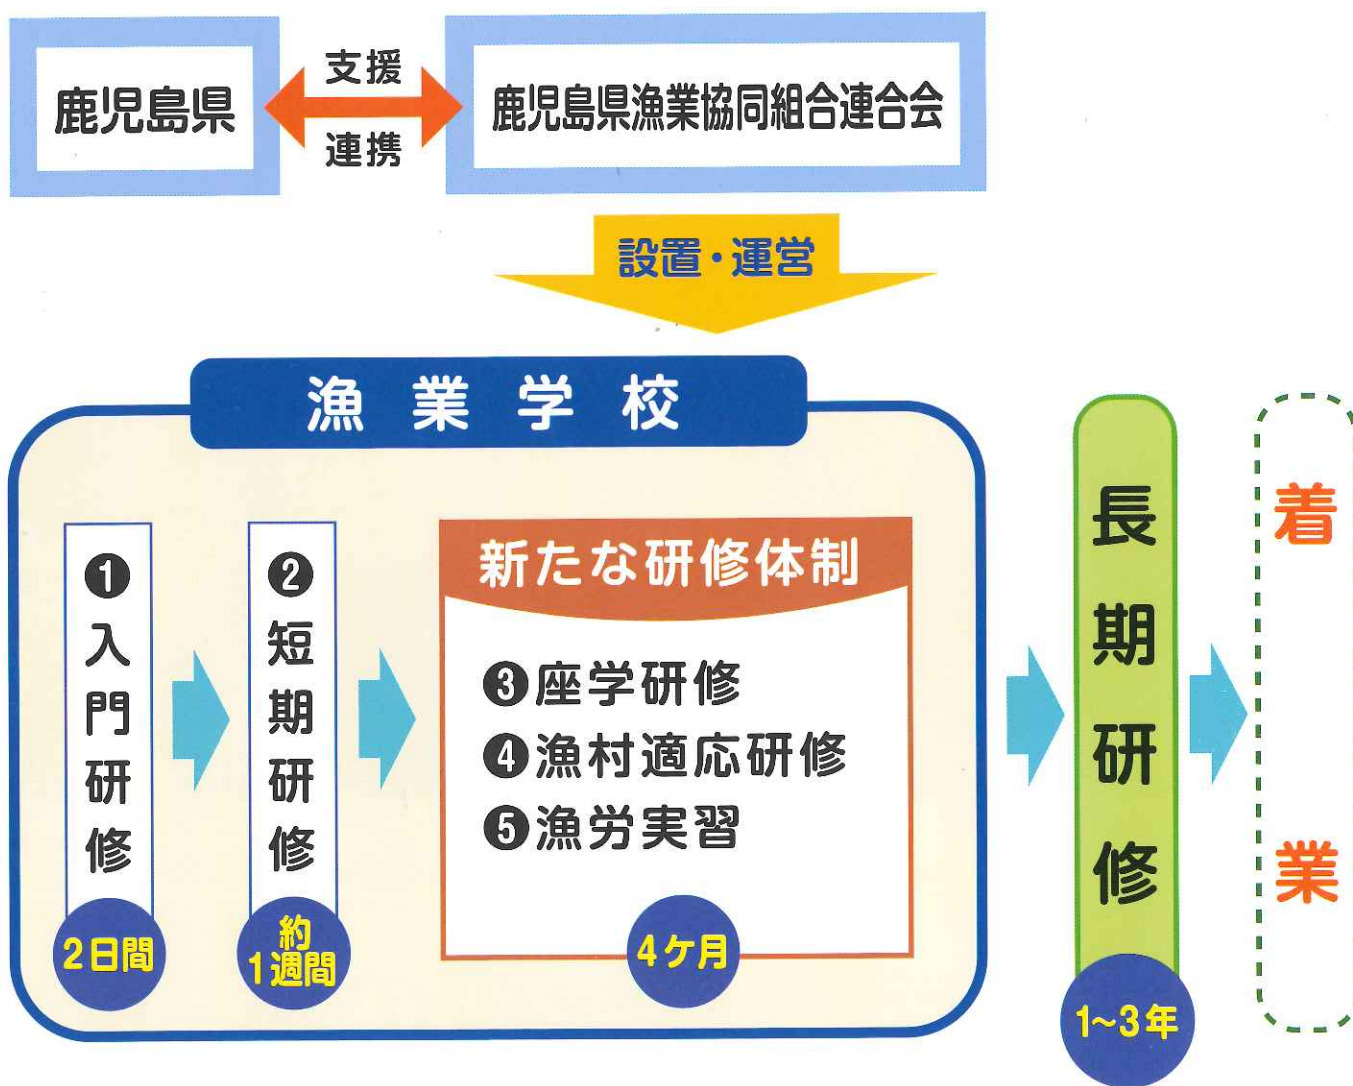 鹿児島県
支援
連携
鹿児島県漁業協同組合連合会
設置・運営
漁業学校
❶入門研修
2日間
❷短期研修
約
1週間
新たな研修体制
❸座学研修
❹漁村適応研修
❺漁労実習
4ケ月
長期研修
1~3年
着業